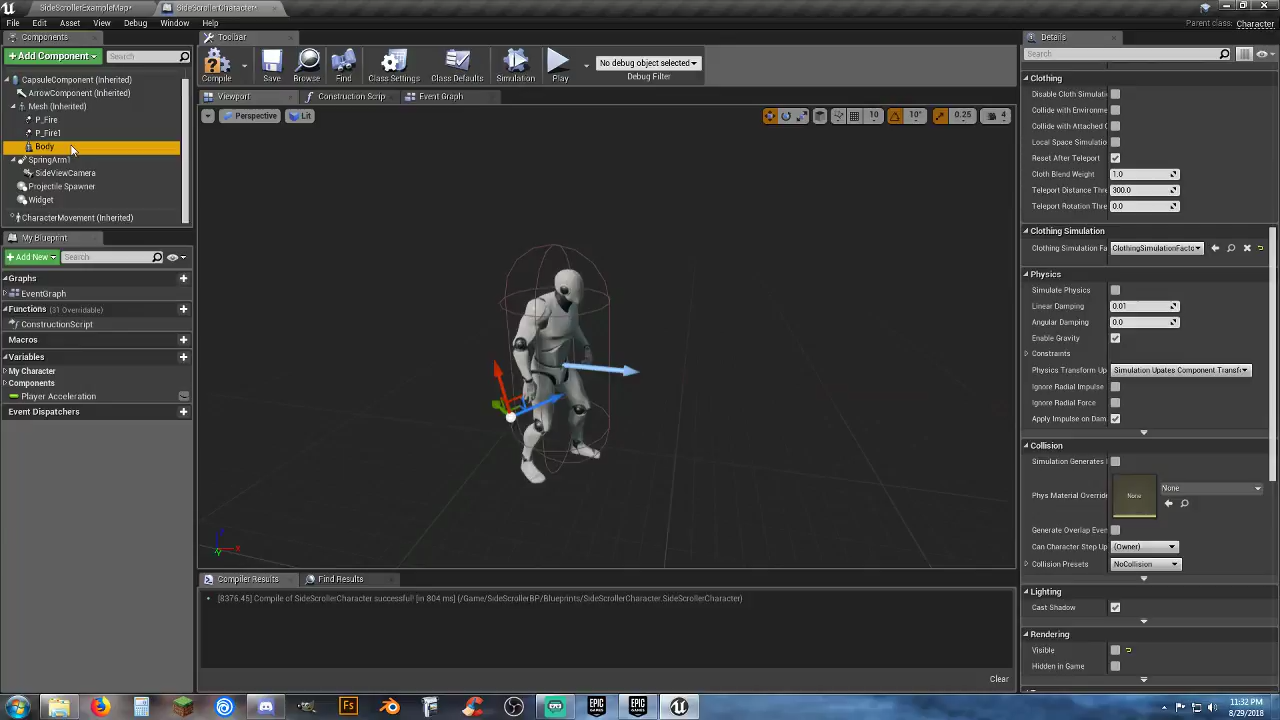 SideScrollerExampleMap*
SideScrollerCharacter*
File Edit Asset View Debug Window Help
Parent class: Character
Components
Toolbar
Details
Add Component
Search
Compile
Save
Browse
Find
Class Settings
Class Defaults
Simulation
Play
No debug object selected
Debug Filter
Search
CapsuleComponent (Inherited)
ArrowComponent (Inherited)
Mesh (Inherited)
P_Fire
P_Fire1
Body
SpringArm1
SideViewCamera
Projectile Spawner
Widget
CharacterMovement (Inherited)
Viewport
Construction Scrip
Event Graph
Perspective
Lit
10
10°
0.25
4
My Blueprint
Add New
Search
Graphs
EventGraph
Functions (31 Overridable)
ConstructionScript
Macros
Variables
My Character
Components
Player Acceleration
Event Dispatchers
Clothing
Disable Cloth Simulati
Collide with Environme
Collide with Attached C
Local Space Simulatio
Reset After Teleport
Cloth Blend Weight 1.0
Teleport Distance Thre 300.0
Teleport Rotation Thre 0.0
Clothing Simulation
Clothing Simulation Fa ClothingSimulationFacto
Physics
Simulate Physics
Linear Damping 0.01
Angular Damping 0.0
Enable Gravity
Constraints
Physics Transform Up Simulation Upates Component Transf
Ignore Radial Impulse
Ignore Radial Force
Apply Impulse on Dam
Collision
Simulation Generates
Phys Material Override
None
None
Generate Overlap Even
Can Character Step Up (Owner)
Collision Presets NoCollision
Lighting
Cast Shadow
Rendering
Visible
Hidden in Game
Z
X
Y
Compiler Results
Find Results
[8376.45] Compile of SideScrollerCharacter successful! [in 804 ms] (/Game/SideScrollerBP/Blueprints/SideScrollerCharacter.SideScrollerCharacter)
Clear
Fs
EPIC GAMES
EPIC GAMES
11:32 PM
8/29/2018